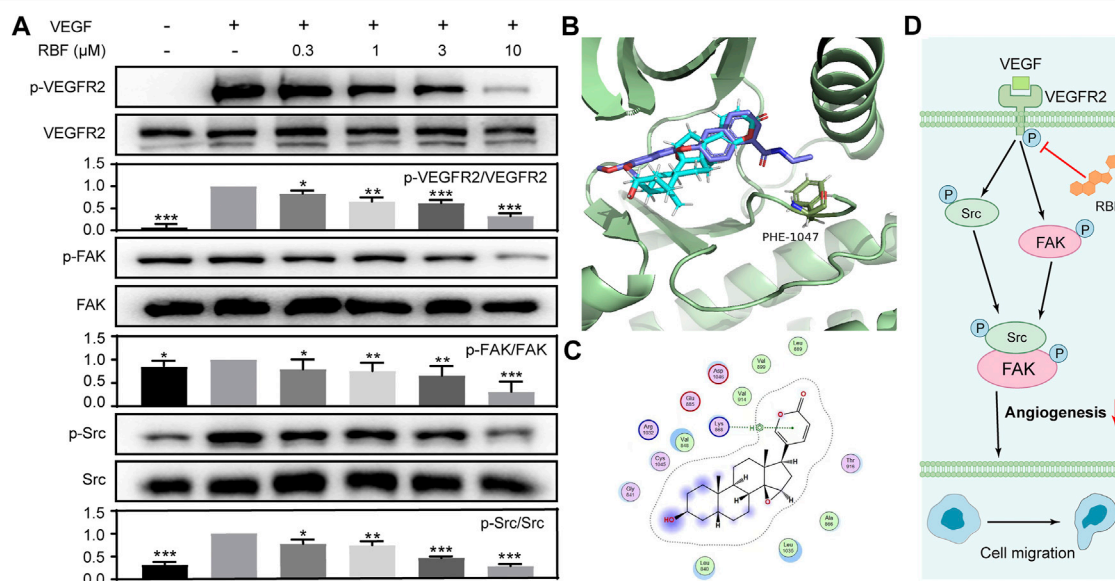 A
VEGF - + + + + +
RBF (μM) - - 0.3 1 3 10
p-VEGFR2
VEGFR2
1.5
1.0
0.5
0.0
p-VEGFR2/VEGFR2
*** * ** *** ***
p-FAK
FAK
1.5
1.0
0.5
0.0
p-FAK/FAK
* * ** ** ***
p-Src
Src
1.5
1.0
0.5
0.0
p-Src/Src
*** * ** *** ***
B
PHE-1047
C
Leu
889
Val
899
Asp
1046
Val
914
Glu
885
Lys
868
Arg
1032
Val
848
Cys
1045
Gly
841
Thr
916
Ala
866
Leu
1035
Leu
840
H
O
O
H
H
H
H
O
H
HO
H
D
VEGF
VEGFR2
P
RBF
P
Src
FAK
P
P
Src
P
FAK
Angiogenesis
Cell migration